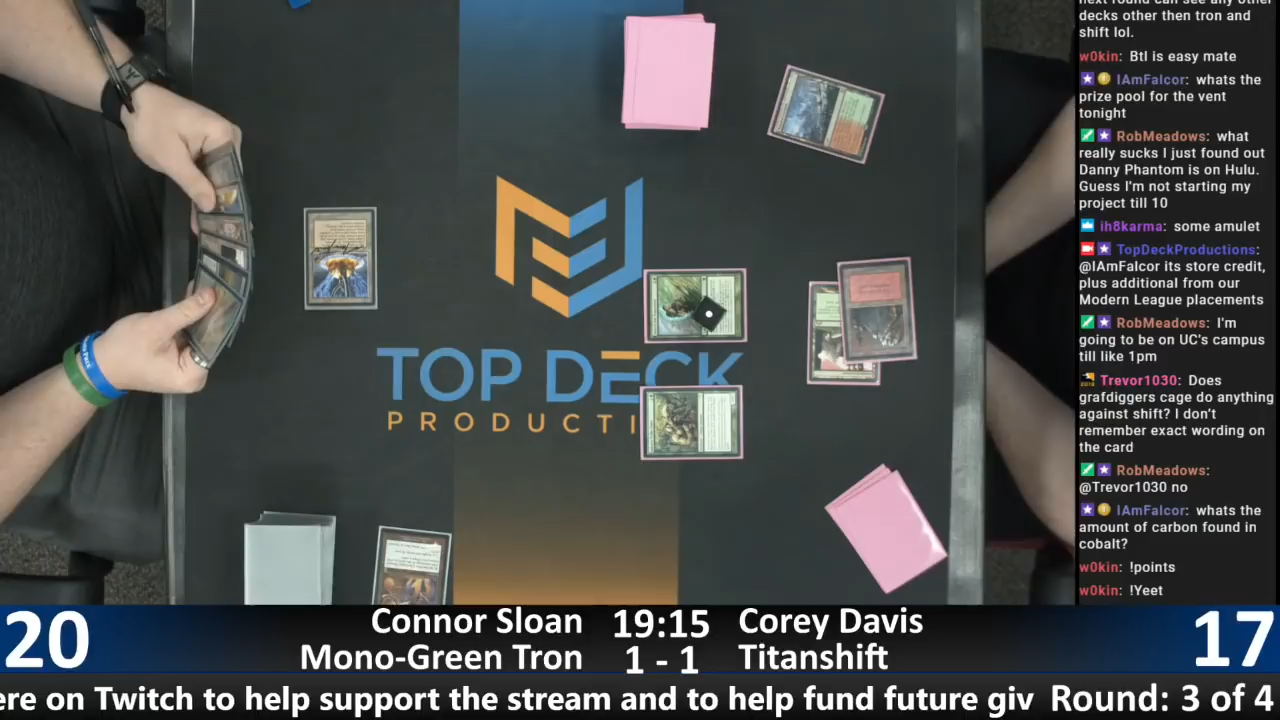 TOP DECK
PRODUCTI
next round can see any other
decks other then tron and
shift lol.
w0kin: Btl is easy mate
IAmFalcor: whats the
prize pool for the vent
tonight
RobMeadows: what
really sucks I just found out
Danny Phantom is on Hulu.
Guess I'm not starting my
project till 10
ih8karma: some amulet
TopDeckProductions:
@IAmFalcor its store credit,
plus additional from our
Modern League placements
RobMeadows: I'm
going to be on UC's campus
till like 1pm
Trevor1030: Does
grafdiggers cage do anything
against shift? I don't
remember exact wording on
the card
RobMeadows:
@Trevor1030 no
IAmFalcor: whats the
amount of carbon found in
cobalt?
w0kin: !points
w0kin: !Yeet
20
Connor Sloan 19:15 Corey Davis
Mono-Green Tron 1 - 1 Titanshift
17
ere on Twitch to help support the stream and to help fund future giv Round: 3 of 4